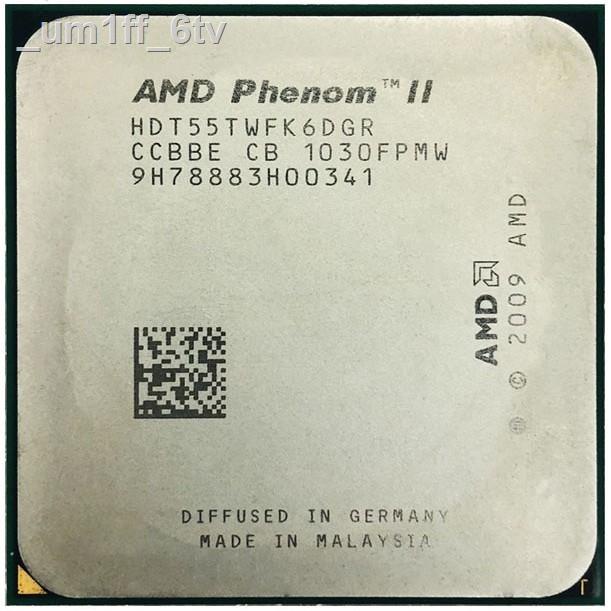 _um1ff_6tv
AMD Phenom™ II
HDT55TWFK6DGR
CCBBE CB 1030FPMW
9H78883H00341
AMD
© 2009 AMD
DIFFUSED IN GERMANY
MADE IN MALAYSIA